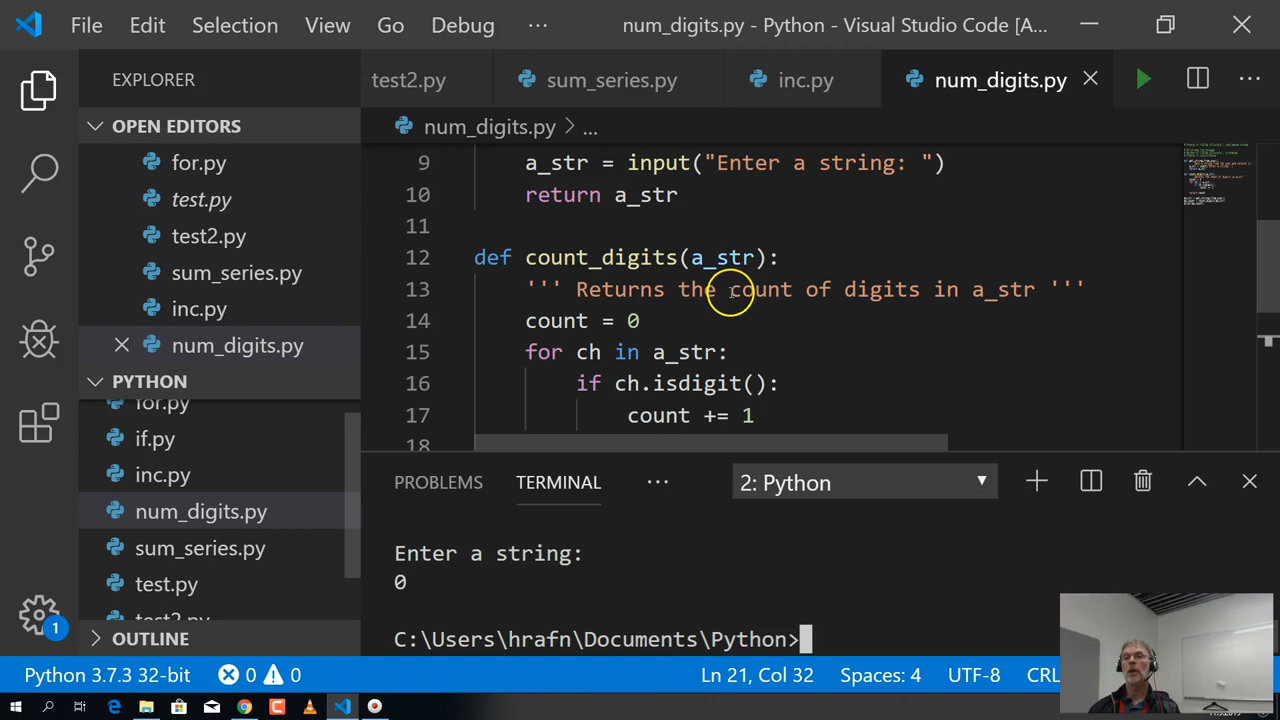 File Edit Selection View Go Debug ··· num_digits.py - Visual Studio Code [A...
EXPLORER
test2.py sum_series.py inc.py num_digits.py
OPEN EDITORS
for.py
test.py
test2.py
sum_series.py
inc.py
num_digits.py
PYTHON
for.py
if.py
inc.py
num_digits.py
sum_series.py
test.py
test2.py
OUTLINE
num_digits.py > ...
9 a_str = input("Enter a string: ")
10 return a_str
11
12 def count_digits(a_str):
13 ''' Returns the count of digits in a_str '''
14 count = 0
15 for ch in a_str:
16 if ch.isdigit():
17 count += 1
18
PROBLEMS TERMINAL ··· 2: Python
Enter a string:
0
C:\Users\hrafn\Documents\Python>
1
Python 3.7.3 32-bit 0 0 Ln 21, Col 32 Spaces: 4 UTF-8 CRL